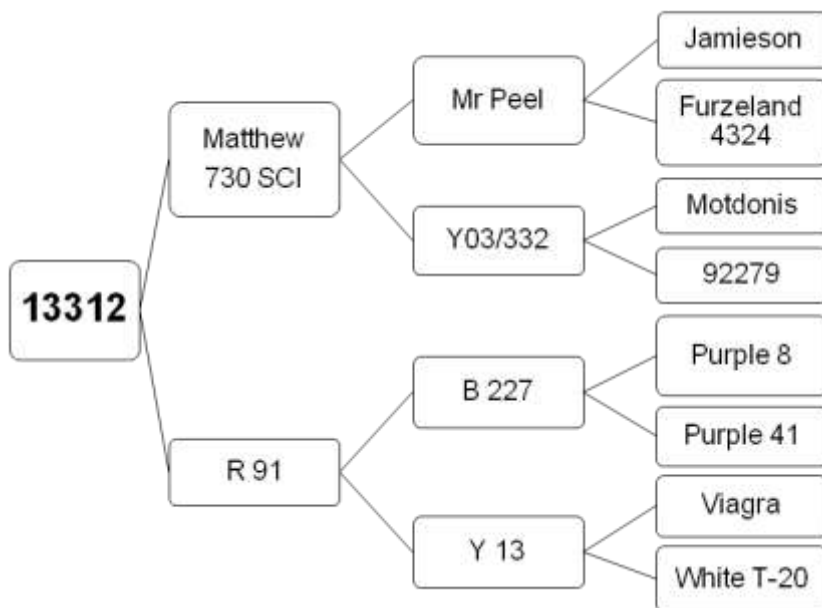 Jamieson
Mr Peel
Furzeland
4324
Matthew
730 SCI
Motdonis
Y03/332
92279
13312
Purple 8
B 227
Purple 41
R 91
Viagra
Y 13
White T-20